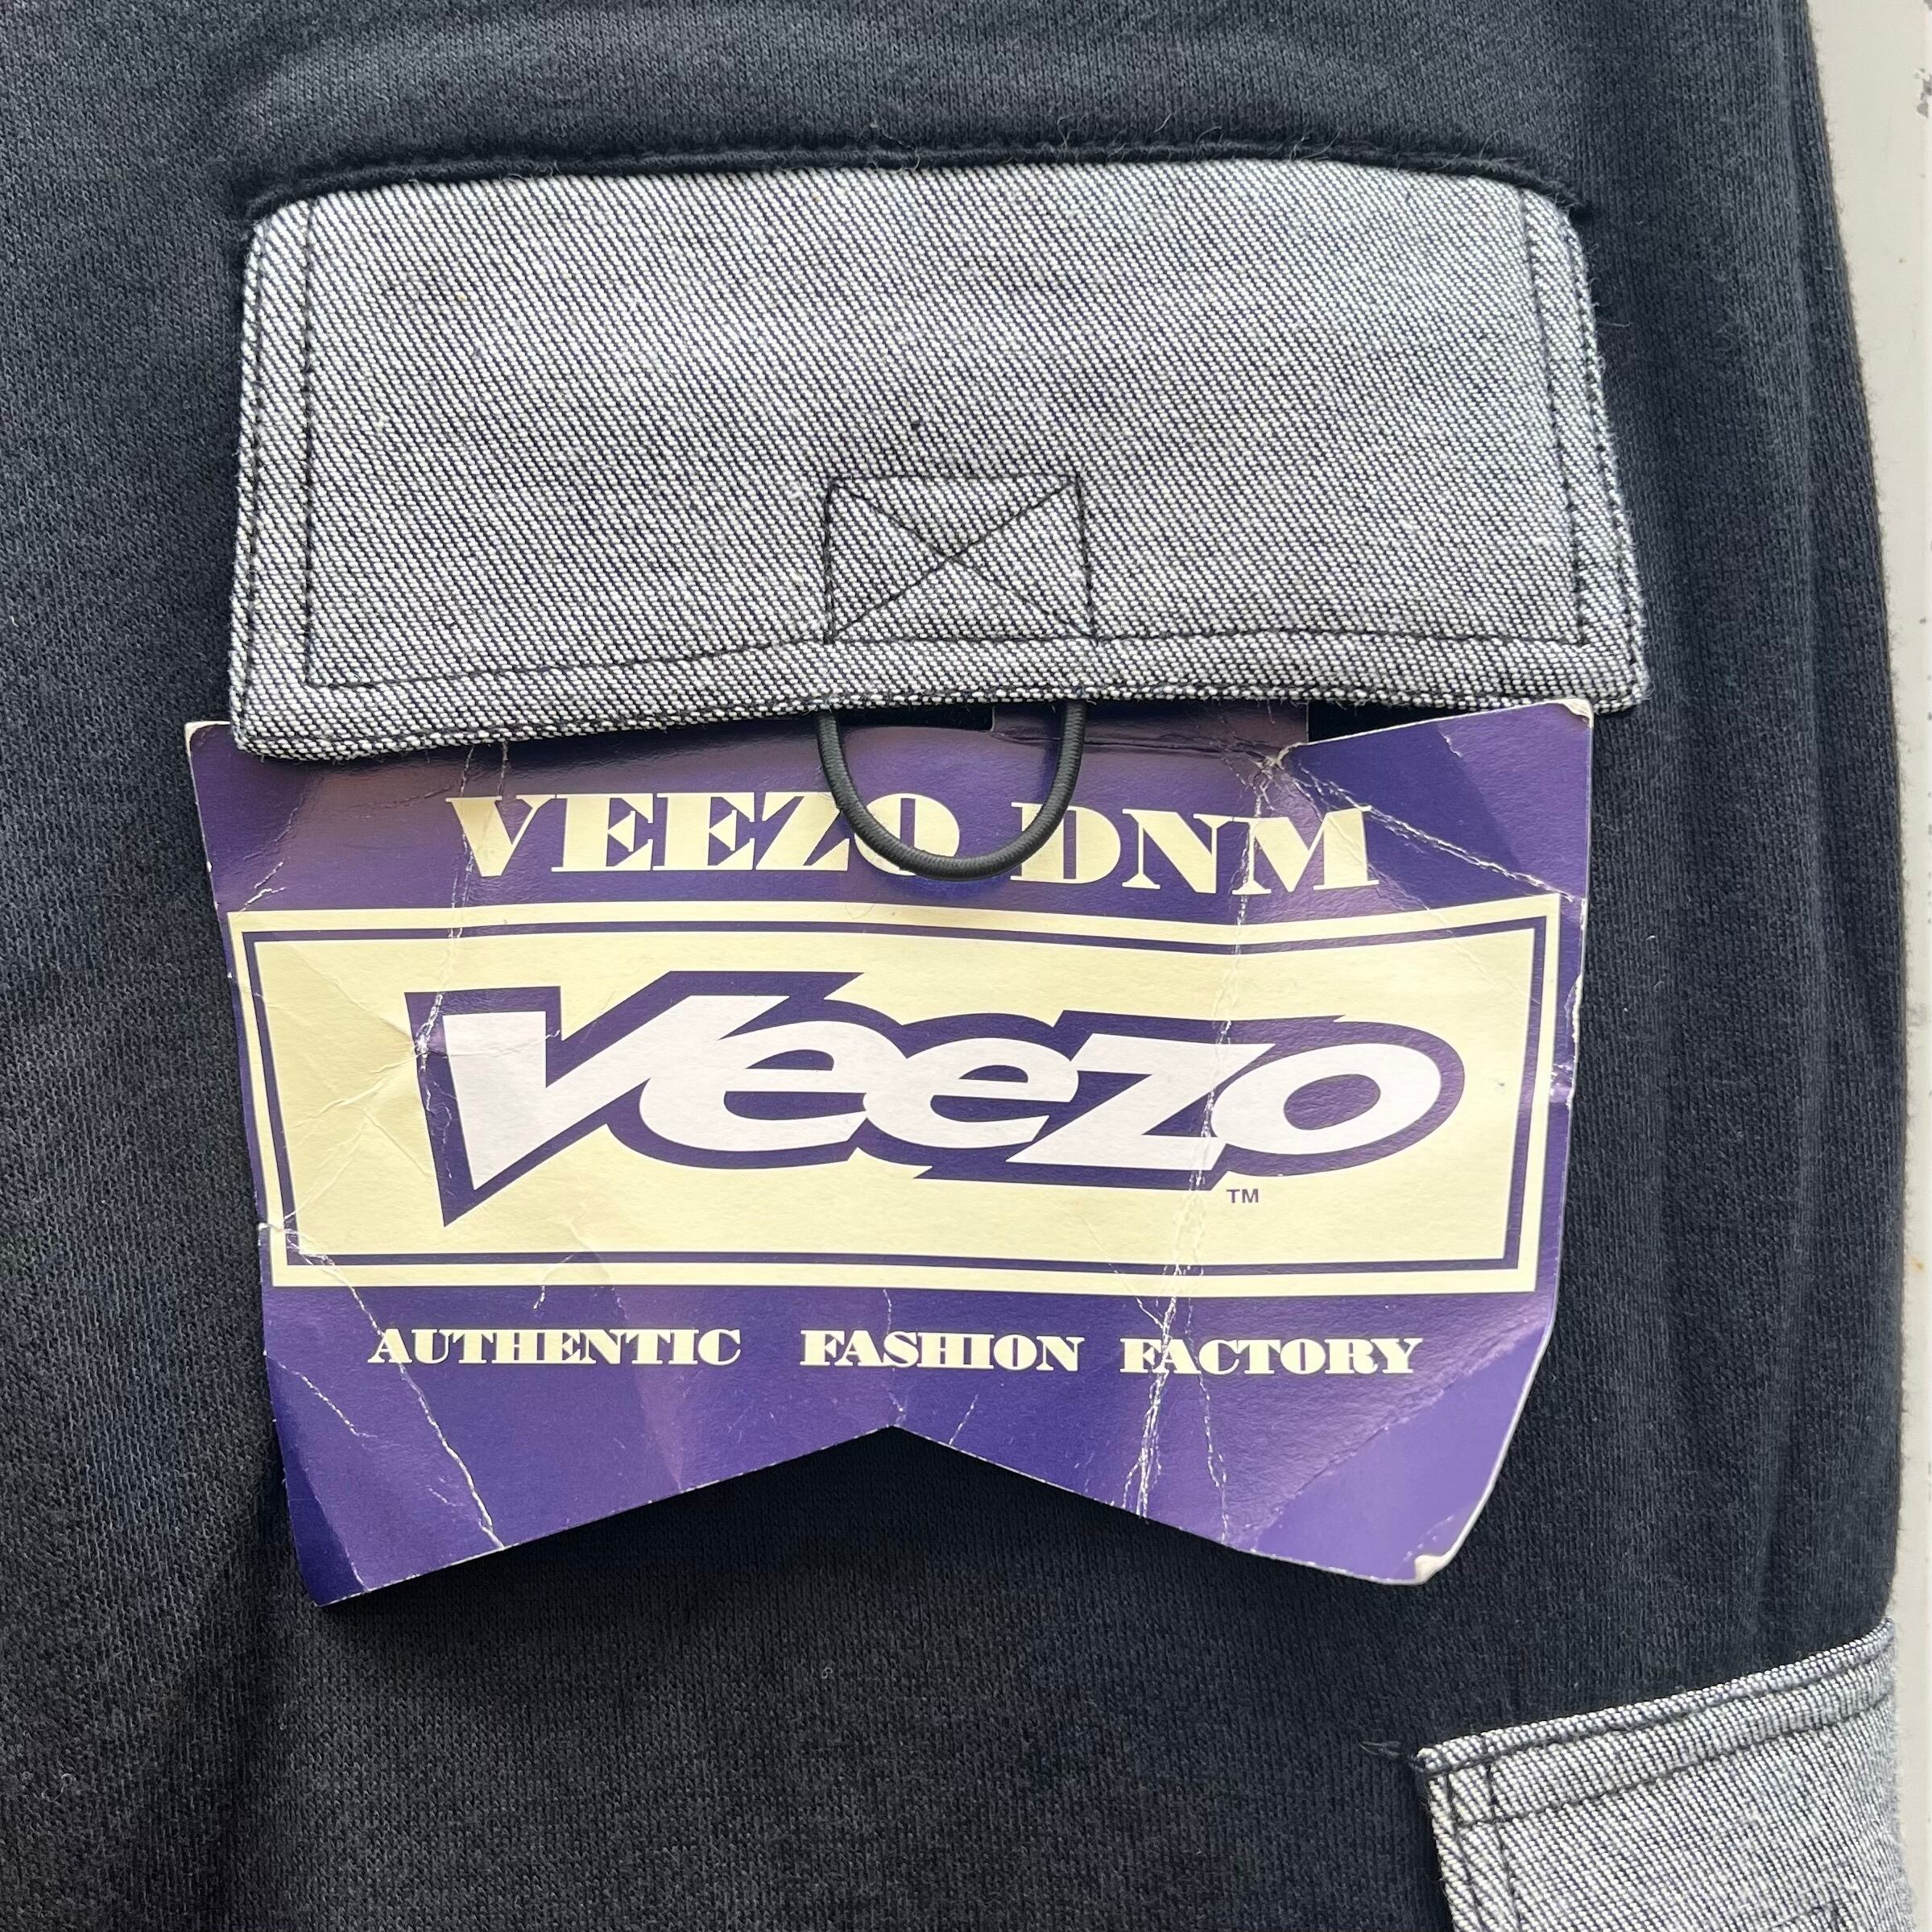 VEEZO DNM
Veezo
TM
AUTHENTIC FASHION FACTORY